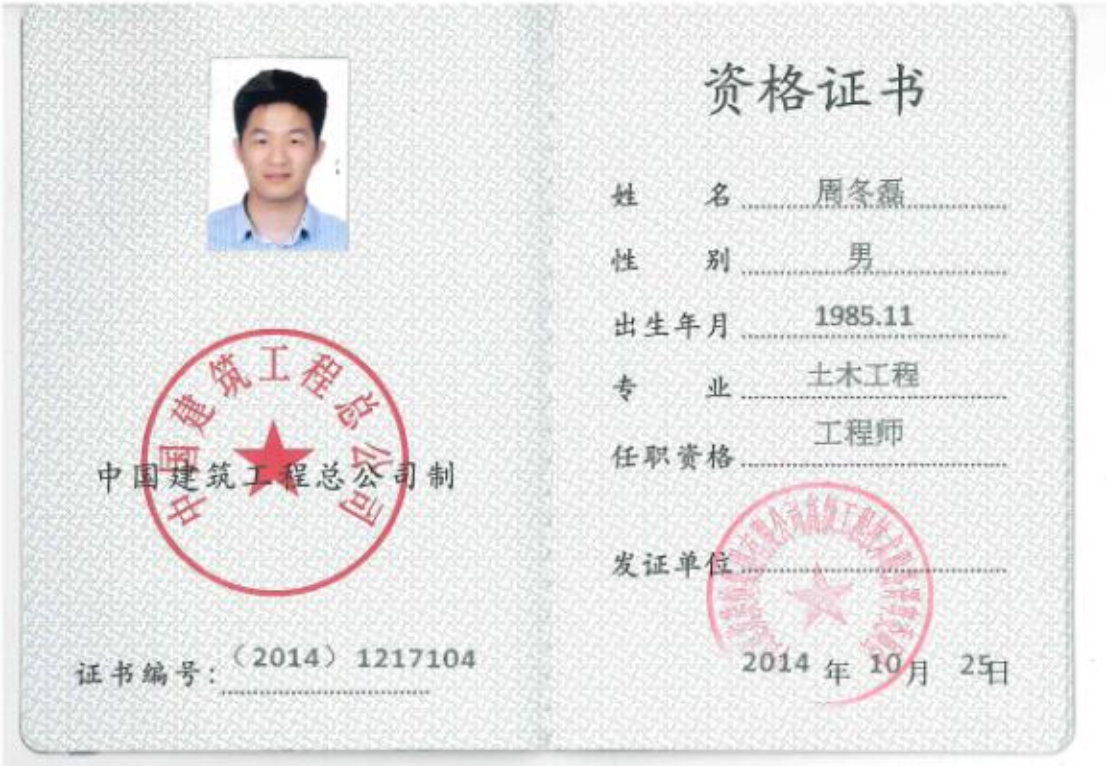 中国建筑工程总公司
中国建筑工程总公司制
证书编号：（2014）1217104
资格证书
姓 名 周冬磊
性 别 男
出生年月 1985.11
专 业 土木工程
任职资格 工程师
发证单位
2014 年 10月 25日